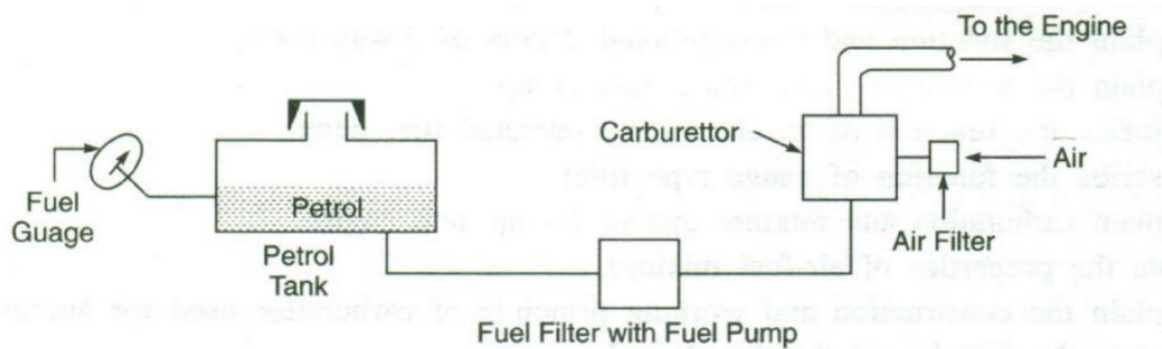 To the Engine
Carburettor
Air
Fuel
Guage
Petrol
Air Filter
Petrol
Tank
Fuel Filter with Fuel Pump